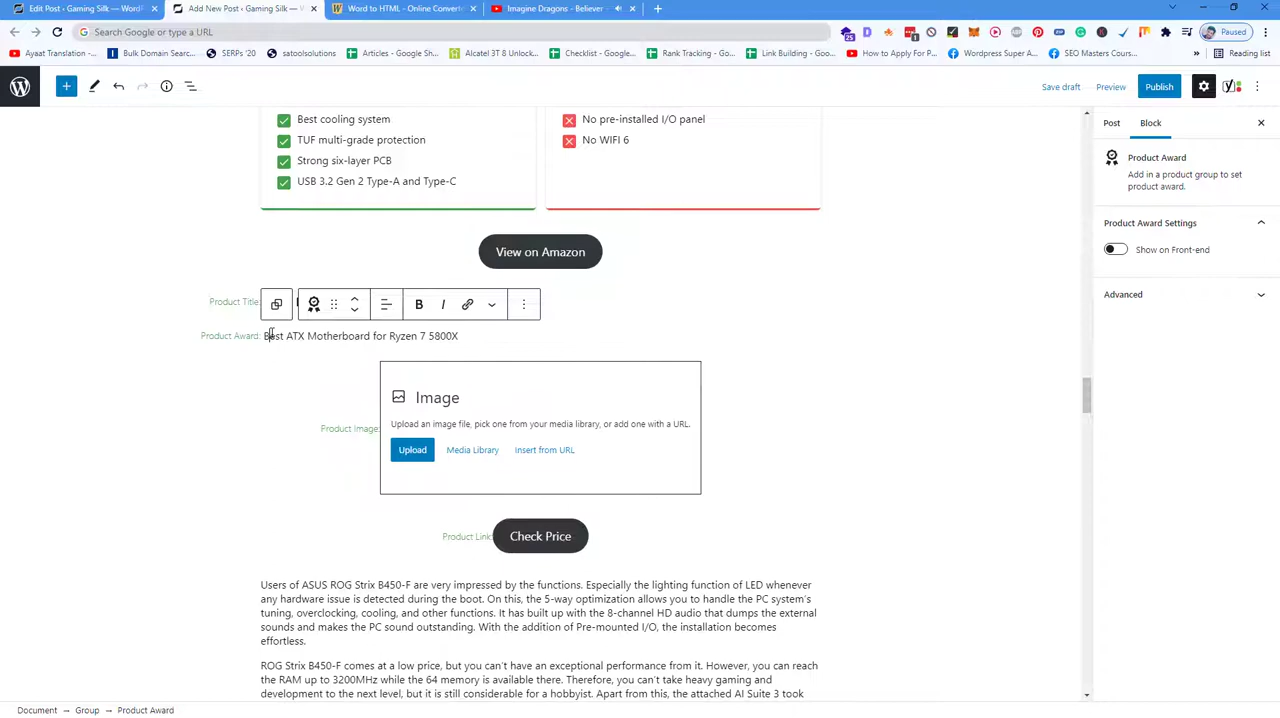 Edit Post ‹ Gaming Silk — WordP
Add New Post ‹ Gaming Silk — W
Word to HTML - Online Converte
Imagine Dragons - Believer -
Search Google or type a URL
Paused
Ayaat Translation -...
Bulk Domain Searc...
SERPs '20
satoolsolutions
Articles - Google Sh...
Alcatel 3T 8 Unlock...
Checklist - Google...
Rank Tracking - Go...
Link Building - Goo...
How to Apply For P...
Wordpress Super A...
SEO Masters Cours...
Reading list
Save draft
Preview
Publish
Best cooling system
TUF multi-grade protection
Strong six-layer PCB
USB 3.2 Gen 2 Type-A and Type-C
No pre-installed I/O panel
No WIFI 6
View on Amazon
Product Title:
B I
Product Award: Best ATX Motherboard for Ryzen 7 5800X
Image
Upload an image file, pick one from your media library, or add one with a URL.
Product Image:
Upload Media Library Insert from URL
Product Link:
Check Price
Users of ASUS ROG Strix B450-F are very impressed by the functions. Especially the lighting function of LED whenever
any hardware issue is detected during the boot. On this, the 5-way optimization allows you to handle the PC system's
tuning, overclocking, cooling, and other functions. It has built up with the 8-channel HD audio that dumps the external
sounds and makes the PC sound outstanding. With the addition of Pre-mounted I/O, the installation becomes
effortless.
ROG Strix B450-F comes at a low price, but you can't have an exceptional performance from it. However, you can reach
the RAM up to 3200MHz while the 64 memory is available there. Therefore, you can't take heavy gaming and
development to the next level, but it is still considerable for a hobbyist. Apart from this, the attached AI Suite 3 took
Post
Block
Product Award
Add in a product group to set
product award.
Product Award Settings
Show on Front-end
Advanced
Document → Group → Product Award